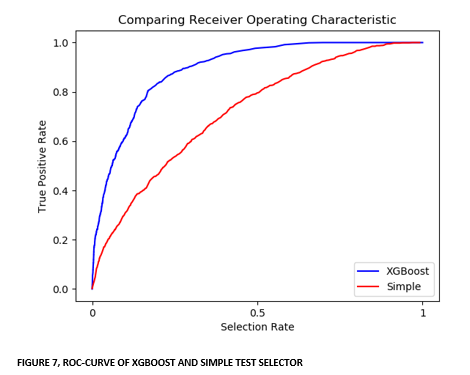 Comparing Receiver Operating Characteristic
1.0
0.8
0.6
0.4
0.2
0.0
True Positive Rate
0
0.5
1
Selection Rate
XGBoost
Simple
FIGURE 7, ROC-CURVE OF XGBOOST AND SIMPLE TEST SELECTOR